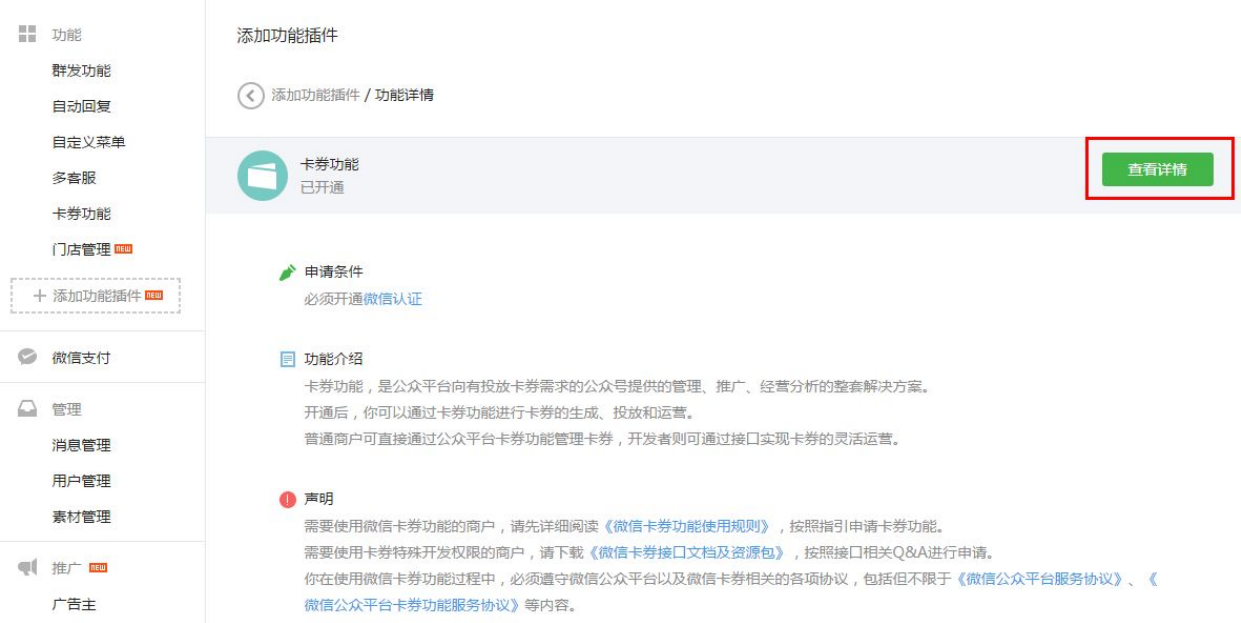 功能
群发功能
自动回复
自定义菜单
多客服
卡券功能
门店管理 NEW
+ 添加功能插件 NEW
微信支付
管理
消息管理
用户管理
素材管理
推广 NEW
广告主
添加功能插件
添加功能插件 / 功能详情
卡券功能
已开通
查看详情
申请条件
必须开通微信认证
功能介绍
卡券功能，是公众平台向有投放卡券需求的公众号提供的管理、推广、经营分析的整套解决方案。
开通后，你可以通过卡券功能进行卡券的生成、投放和运营。
普通商户可直接通过公众平台卡券功能管理卡券，开发者则可通过接口实现卡券的灵活运营。
声明
需要使用微信卡券功能的商户，请先详细阅读《微信卡券功能使用规则》，按照指引申请卡券功能。
需要使用卡券特殊开发权限的商户，请下载《微信卡券接口文档及资源包》，按照接口相关Q&A进行申请。
你在使用微信卡券功能过程中，必须遵守微信公众平台以及微信卡券相关的各项协议，包括但不限于《微信公众平台服务协议》、《
微信公众平台卡券功能服务协议》等内容。